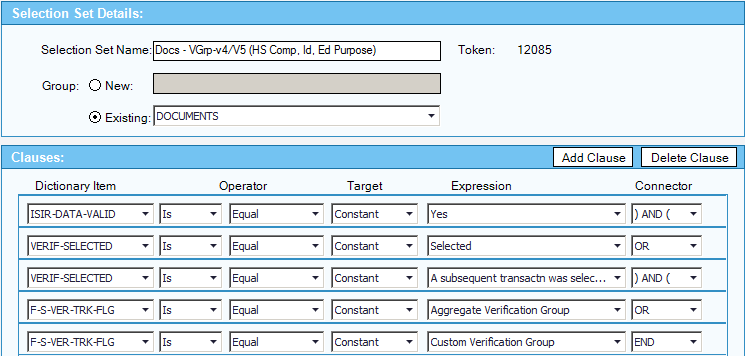 Selection Set Details:
Selection Set Name: Docs - VGrp-v4/V5 (HS Comp, Id, Ed Purpose) Token: 12085
Group: New:
Existing: DOCUMENTS
Clauses: Add Clause Delete Clause
Dictionary Item Operator Target Expression Connector
ISIR-DATA-VALID Is Equal Constant Yes ) AND (
VERIF-SELECTED Is Equal Constant Selected OR
VERIF-SELECTED Is Equal Constant A subsequent transactn was selec... ) AND (
F-S-VER-TRK-FLG Is Equal Constant Aggregate Verification Group OR
F-S-VER-TRK-FLG Is Equal Constant Custom Verification Group END